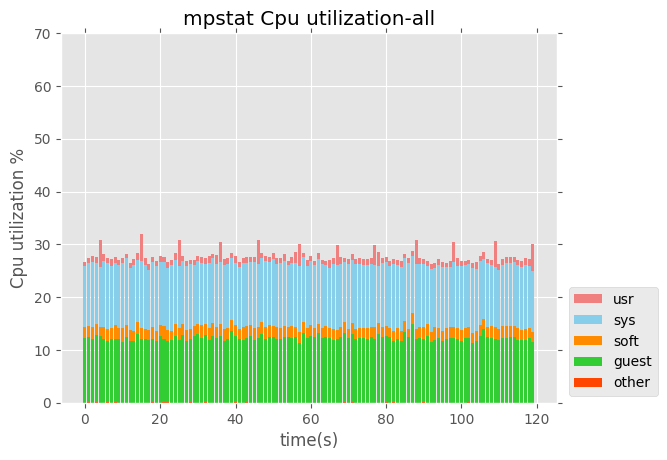 mpstat Cpu utilization-all
70
60
50
40
30
20
10
0
Cpu utilization %
0 20 40 60 80 100 120
time(s)
usr
sys
soft
guest
other